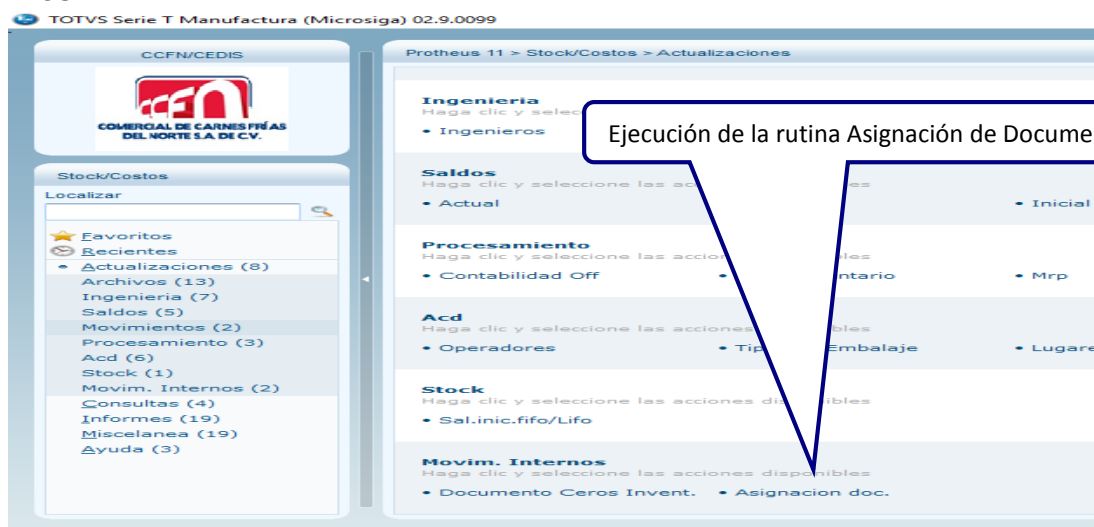 TOTVS Serie T Manufactura (Microsiga) 02.9.0099
CCFN/CEDIS
COMERCIAL DE CARNES FRÍAS
DEL NORTE S.A. DE C.V.
Stock/Costos
Localizar
Favoritos
Recientes
Actualizaciones (8)
Archivos (13)
Ingenieria (7)
Saldos (5)
Movimientos (2)
Procesamiento (3)
Acd (6)
Stock (1)
Movim. Internos (2)
Consultas (4)
Informes (19)
Miscelanea (19)
Ayuda (3)
Protheus 11 > Stock/Costos > Actualizaciones
Ingenieria
Haga clic y selec
• Ingenieros
Ejecución de la rutina Asignación de Docume
Saldos
Haga clic y seleccione las ac es
• Actual • Inicial
Procesamiento
Haga clic y seleccione las accio les
• Contabilidad Off • ntario • Mrp
Acd
Haga clic y seleccione las acciones bles
• Operadores • Tip Embalaje • Lugare
Stock
Haga clic y seleccione las acciones dis ibles
• Sal.inic.fifo/Lifo
Movim. Internos
Haga clic y seleccione las acciones disponibles
• Documento Ceros Invent. • Asignacion doc.